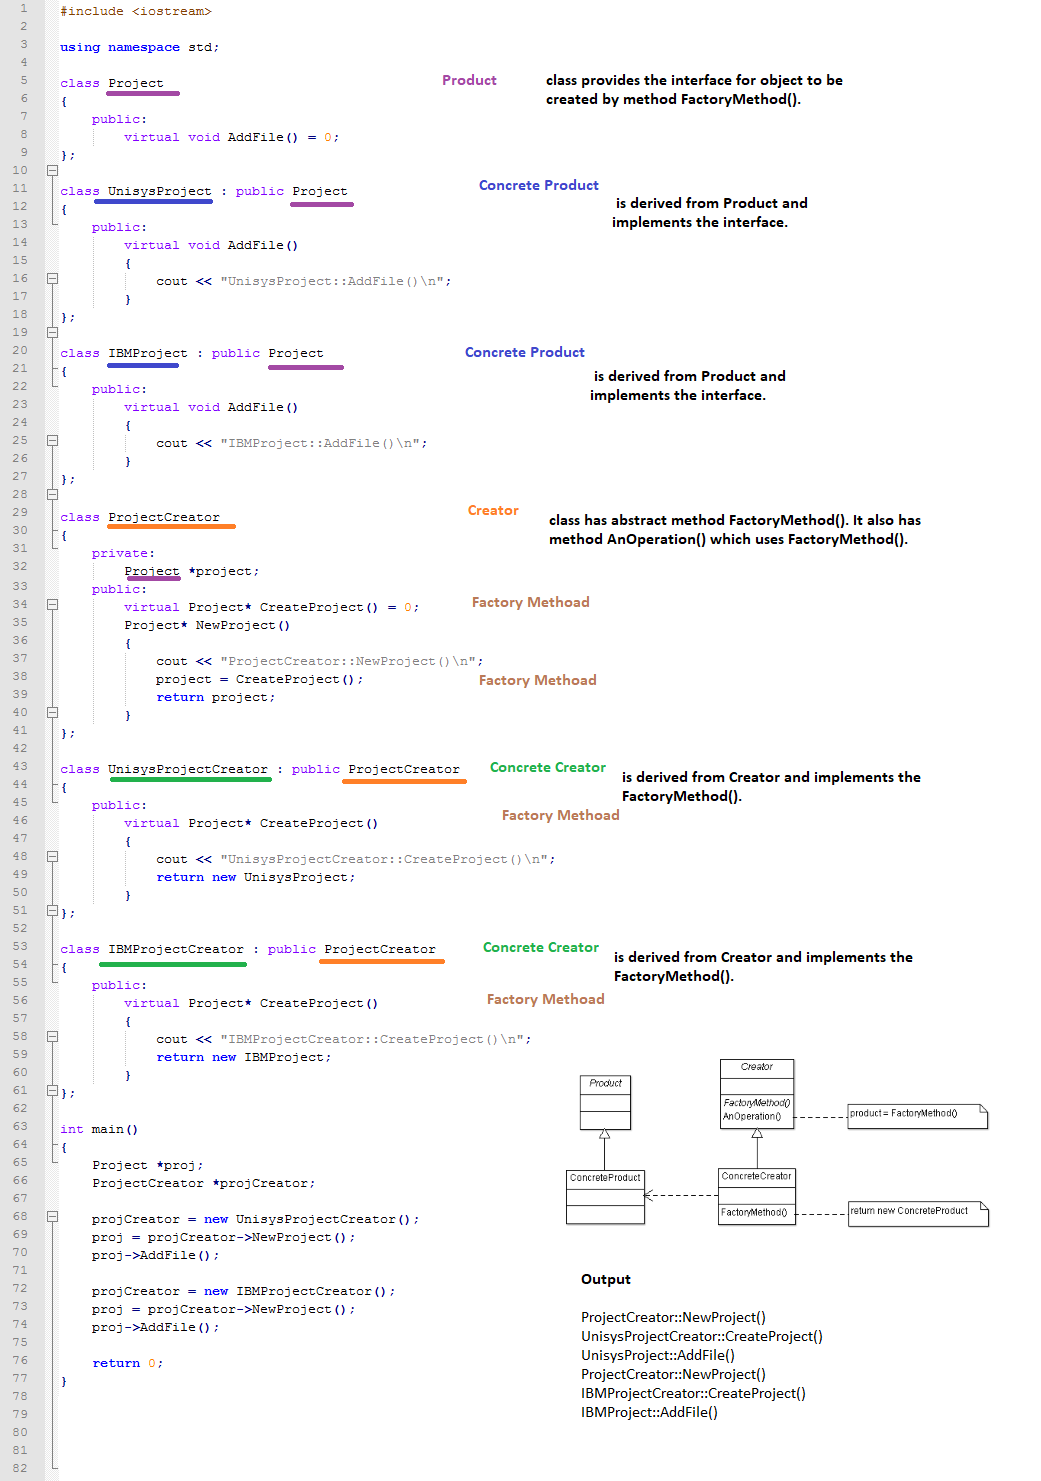 1 #include <iostream>
2
3 using namespace std;
4
5 class Project Product class provides the interface for object to be
6 { created by method FactoryMethod().
7 public:
8 virtual void AddFile() = 0;
9 };
10
11 class UnisysProject : public Project Concrete Product
12 { is derived from Product and
13 public: implements the interface.
14 virtual void AddFile()
15 {
16 cout << "UnisysProject::AddFile()\n";
17 }
18 };
19
20 class IBMProject : public Project Concrete Product
21 { is derived from Product and
22 public: implements the interface.
23 virtual void AddFile()
24 {
25 cout << "IBMProject::AddFile()\n";
26 }
27 };
28
29 class ProjectCreator Creator class has abstract method FactoryMethod(). It also has
30 { method AnOperation() which uses FactoryMethod().
31 private:
32 Project *project;
33 public:
34 virtual Project* CreateProject() = 0; Factory Methoad
35 Project* NewProject()
36 {
37 cout << "ProjectCreator::NewProject()\n";
38 project = CreateProject(); Factory Methoad
39 return project;
40 }
41 };
42
43 class UnisysProjectCreator : public ProjectCreator Concrete Creator is derived from Creator and implements the
44 { FactoryMethod().
45 public: Factory Methoad
46 virtual Project* CreateProject()
47 {
48 cout << "UnisysProjectCreator::CreateProject()\n";
49 return new UnisysProject;
50 }
51 };
52
53 class IBMProjectCreator : public ProjectCreator Concrete Creator is derived from Creator and implements the
54 { FactoryMethod().
55 public:
56 virtual Project* CreateProject() Factory Methoad
57 {
58 cout << "IBMProjectCreator::CreateProject()\n";
59 return new IBMProject;
60 }
61 };
62
63 int main()
64 {
65 Project *proj;
66 ProjectCreator *projCreator;
67
68 projCreator = new UnisysProjectCreator();
69 proj = projCreator->NewProject();
70 proj->AddFile();
71
72 projCreator = new IBMProjectCreator();
73 proj = projCreator->NewProject();
74 proj->AddFile();
75
76 return 0;
77 }
78
79
80
81
82
Product
Creator
FactoryMethod()
AnOperation()
product = FactoryMethod()
ConcreteProduct
ConcreteCreator
FactoryMethod()
return new ConcreteProduct
Output
ProjectCreator::NewProject()
UnisysProjectCreator::CreateProject()
UnisysProject::AddFile()
ProjectCreator::NewProject()
IBMProjectCreator::CreateProject()
IBMProject::AddFile()